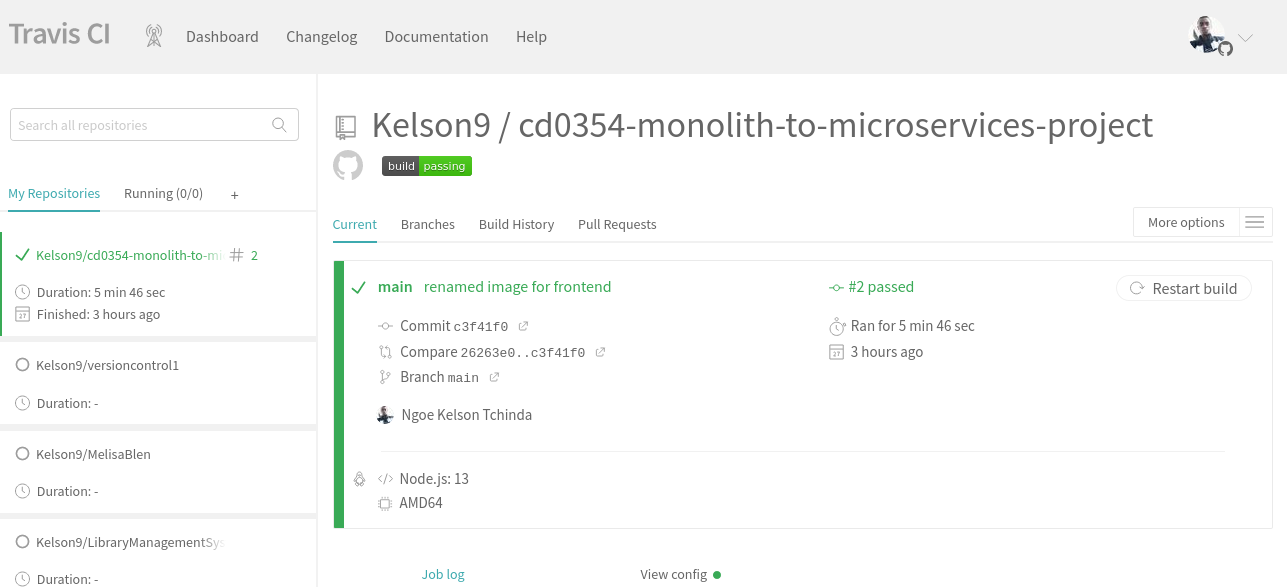 Travis CI
Dashboard Changelog Documentation Help
Search all repositories
My Repositories Running (0/0) +
Kelson9/cd0354-monolith-to-mi # 2
Duration: 5 min 46 sec
Finished: 3 hours ago
Kelson9/versioncontrol1
Duration: -
Kelson9/MelisaBlen
Duration: -
Kelson9/LibraryManagementSys
Duration: -
Kelson9 / cd0354-monolith-to-microservices-project
build passing
Current Branches Build History Pull Requests More options
main renamed image for frontend
#2 passed
Restart build
Commit c3f41f0
Compare 26263e0..c3f41f0
Branch main
Ran for 5 min 46 sec
3 hours ago
Ngoe Kelson Tchinda
</> Node.js: 13
AMD64
Job log View config